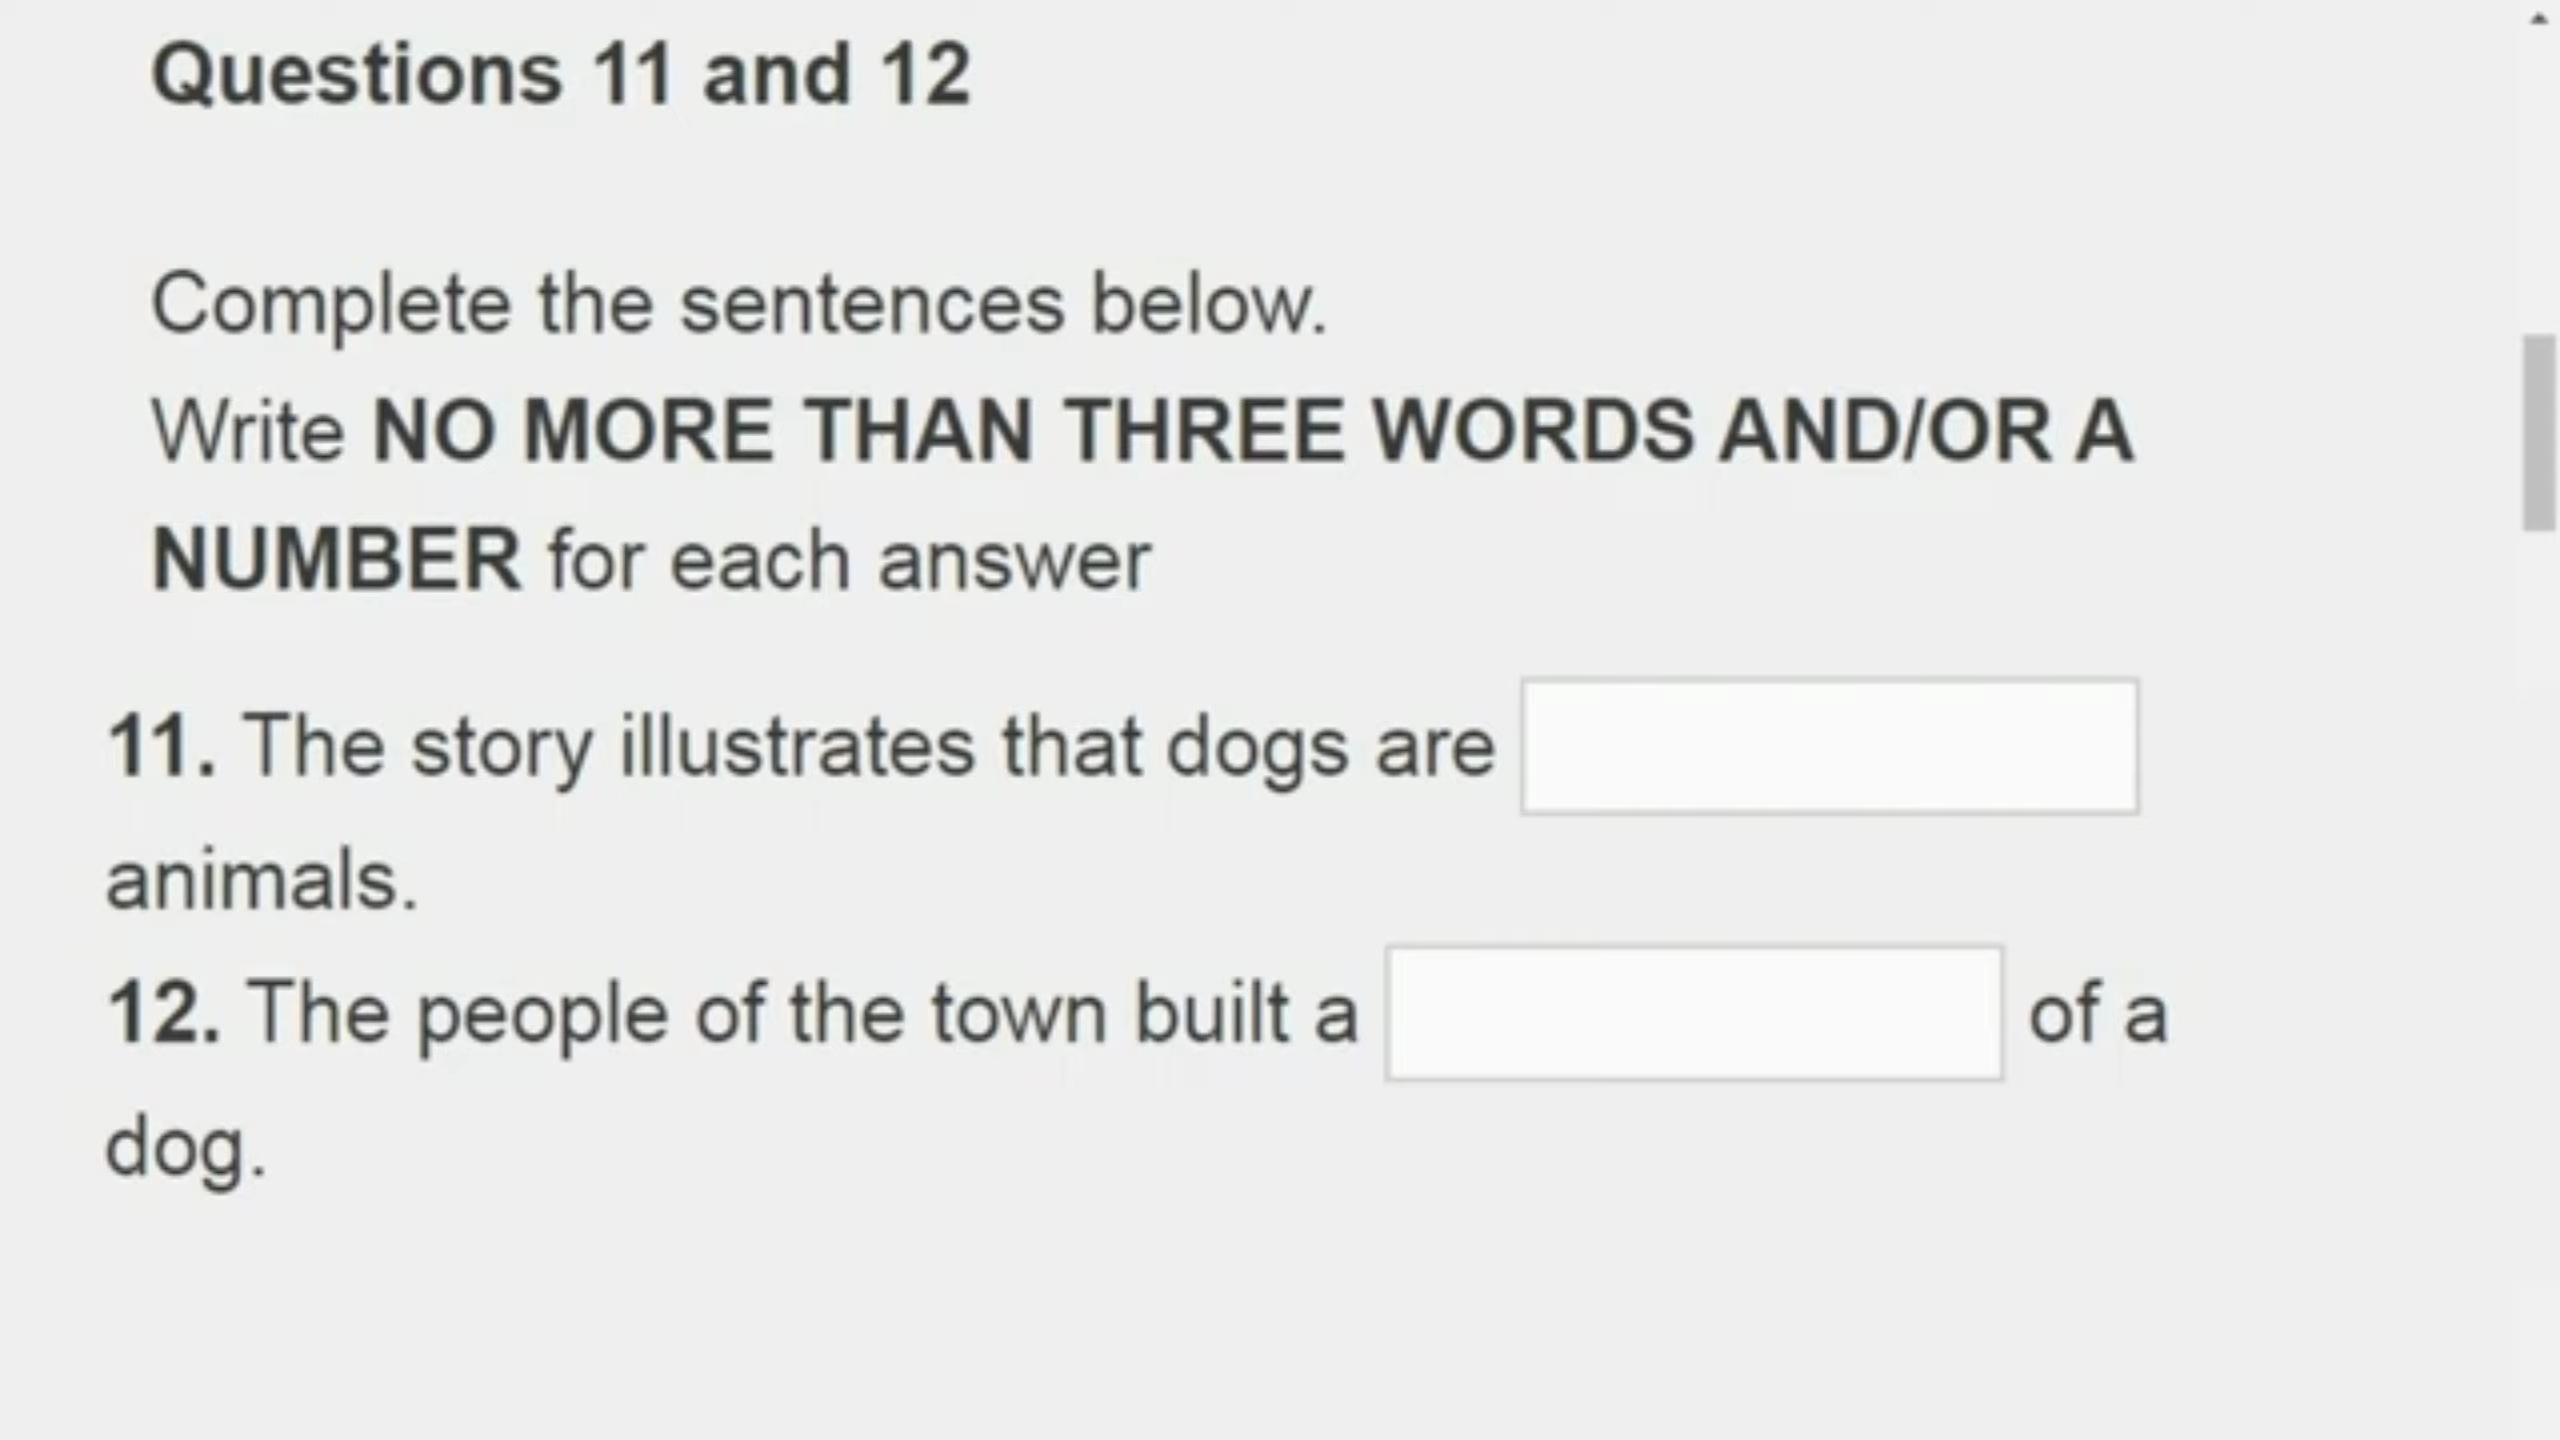 Questions 11 and 12
Complete the sentences below.
Write NO MORE THAN THREE WORDS AND/OR A
NUMBER for each answer
11. The story illustrates that dogs are
animals.
12. The people of the town built a of a
dog.